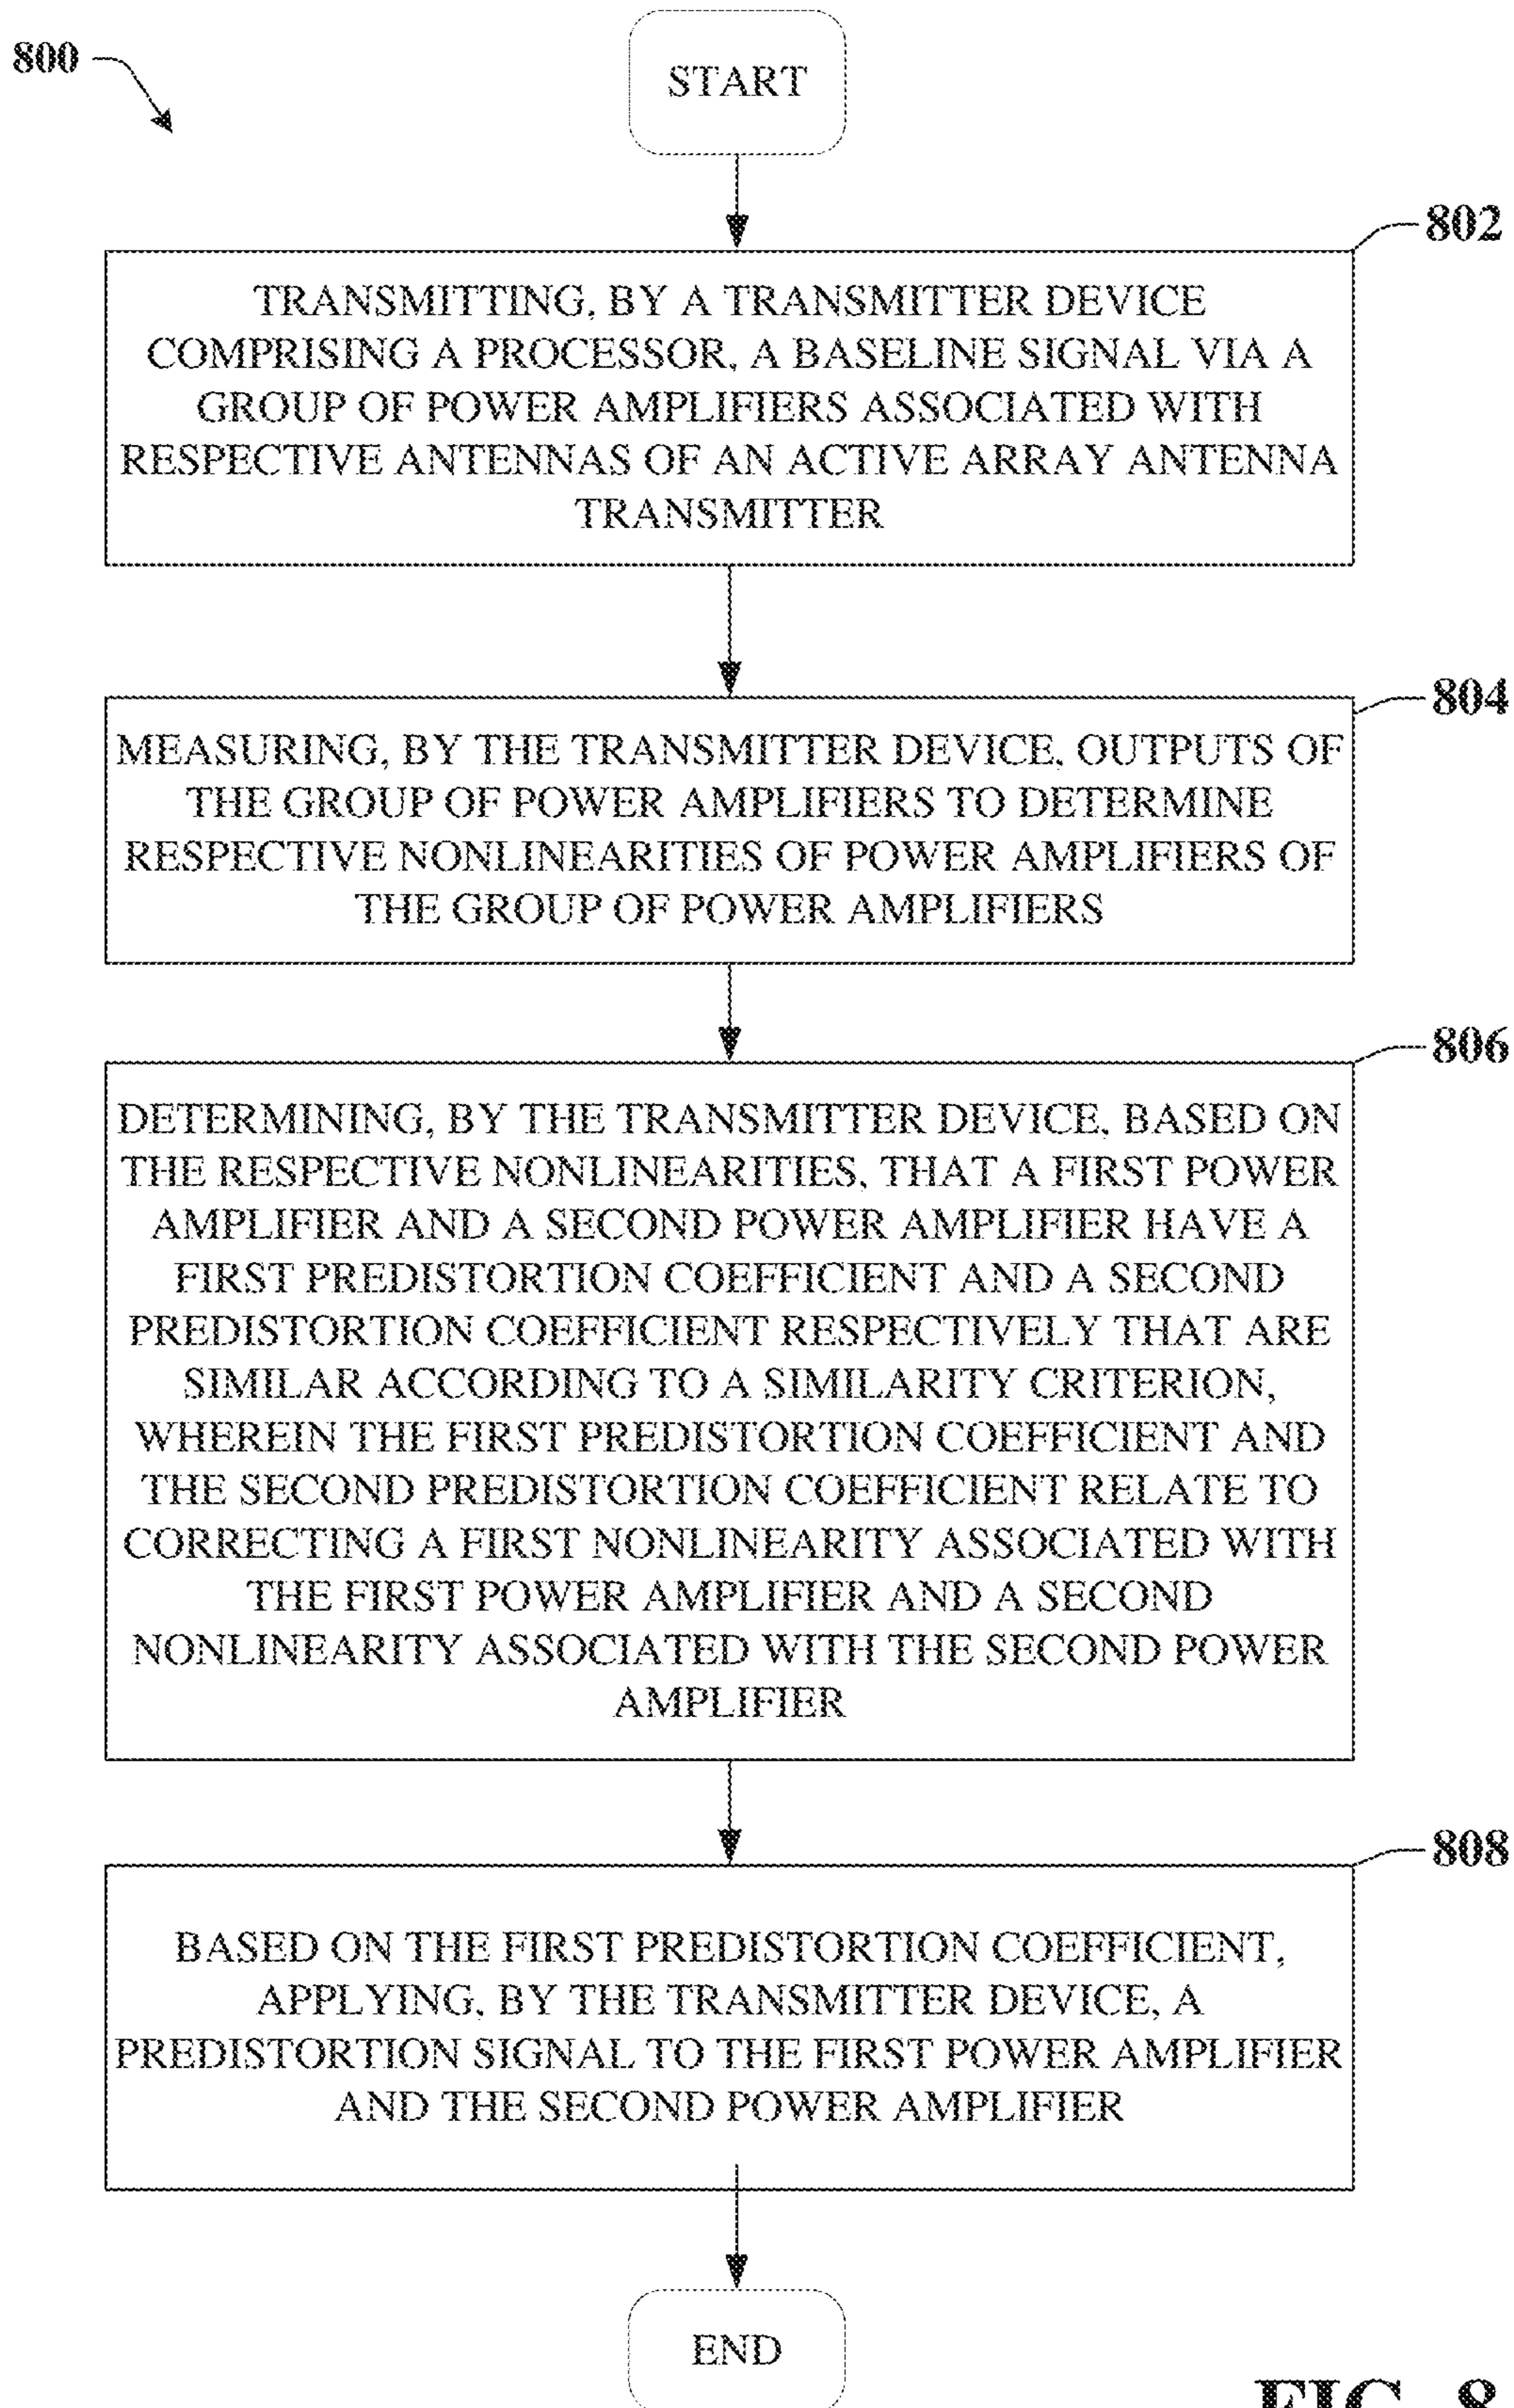 800
START
802
TRANSMITTING, BY A TRANSMITTER DEVICE
COMPRISING A PROCESSOR, A BASELINE SIGNAL VIA A
GROUP OF POWER AMPLIFIERS ASSOCIATED WITH
RESPECTIVE ANTENNAS OF AN ACTIVE ARRAY ANTENNA
TRANSMITTER
804
MEASURING, BY THE TRANSMITTER DEVICE, OUTPUTS OF
THE GROUP OF POWER AMPLIFIERS TO DETERMINE
RESPECTIVE NONLINEARITIES OF POWER AMPLIFIERS OF
THE GROUP OF POWER AMPLIFIERS
806
DETERMINING, BY THE TRANSMITTER DEVICE, BASED ON
THE RESPECTIVE NONLINEARITIES, THAT A FIRST POWER
AMPLIFIER AND A SECOND POWER AMPLIFIER HAVE A
FIRST PREDISTORTION COEFFICIENT AND A SECOND
PREDISTORTION COEFFICIENT RESPECTIVELY THAT ARE
SIMILAR ACCORDING TO A SIMILARITY CRITERION,
WHEREIN THE FIRST PREDISTORTION COEFFICIENT AND
THE SECOND PREDISTORTION COEFFICIENT RELATE TO
CORRECTING A FIRST NONLINEARITY ASSOCIATED WITH
THE FIRST POWER AMPLIFIER AND A SECOND
NONLINEARITY ASSOCIATED WITH THE SECOND POWER
AMPLIFIER
808
BASED ON THE FIRST PREDISTORTION COEFFICIENT,
APPLYING, BY THE TRANSMITTER DEVICE, A
PREDISTORTION SIGNAL TO THE FIRST POWER AMPLIFIER
AND THE SECOND POWER AMPLIFIER
END
FIG. 8